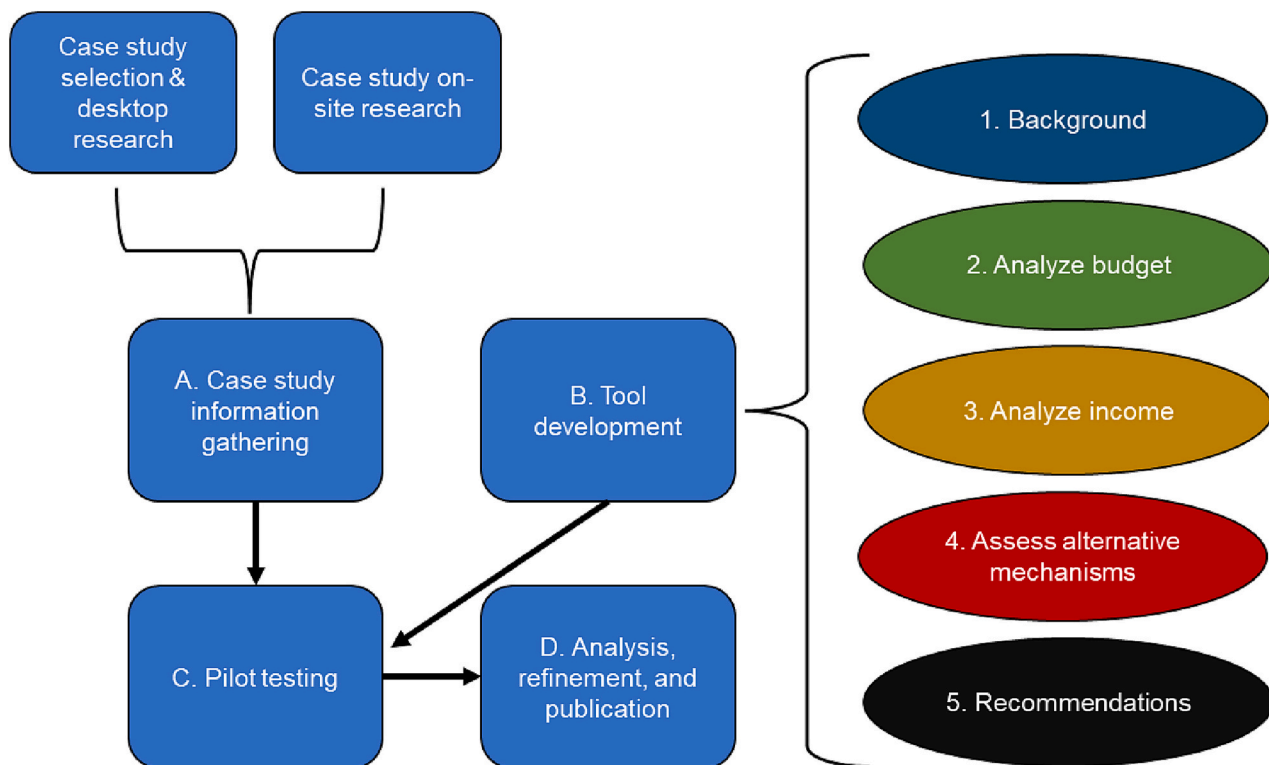 Case study
selection &
desktop
research
Case study on-
site research
A. Case study
information
gathering
B. Tool
development
C. Pilot testing
D. Analysis,
refinement, and
publication
1. Background
2. Analyze budget
3. Analyze income
4. Assess alternative
mechanisms
5. Recommendations